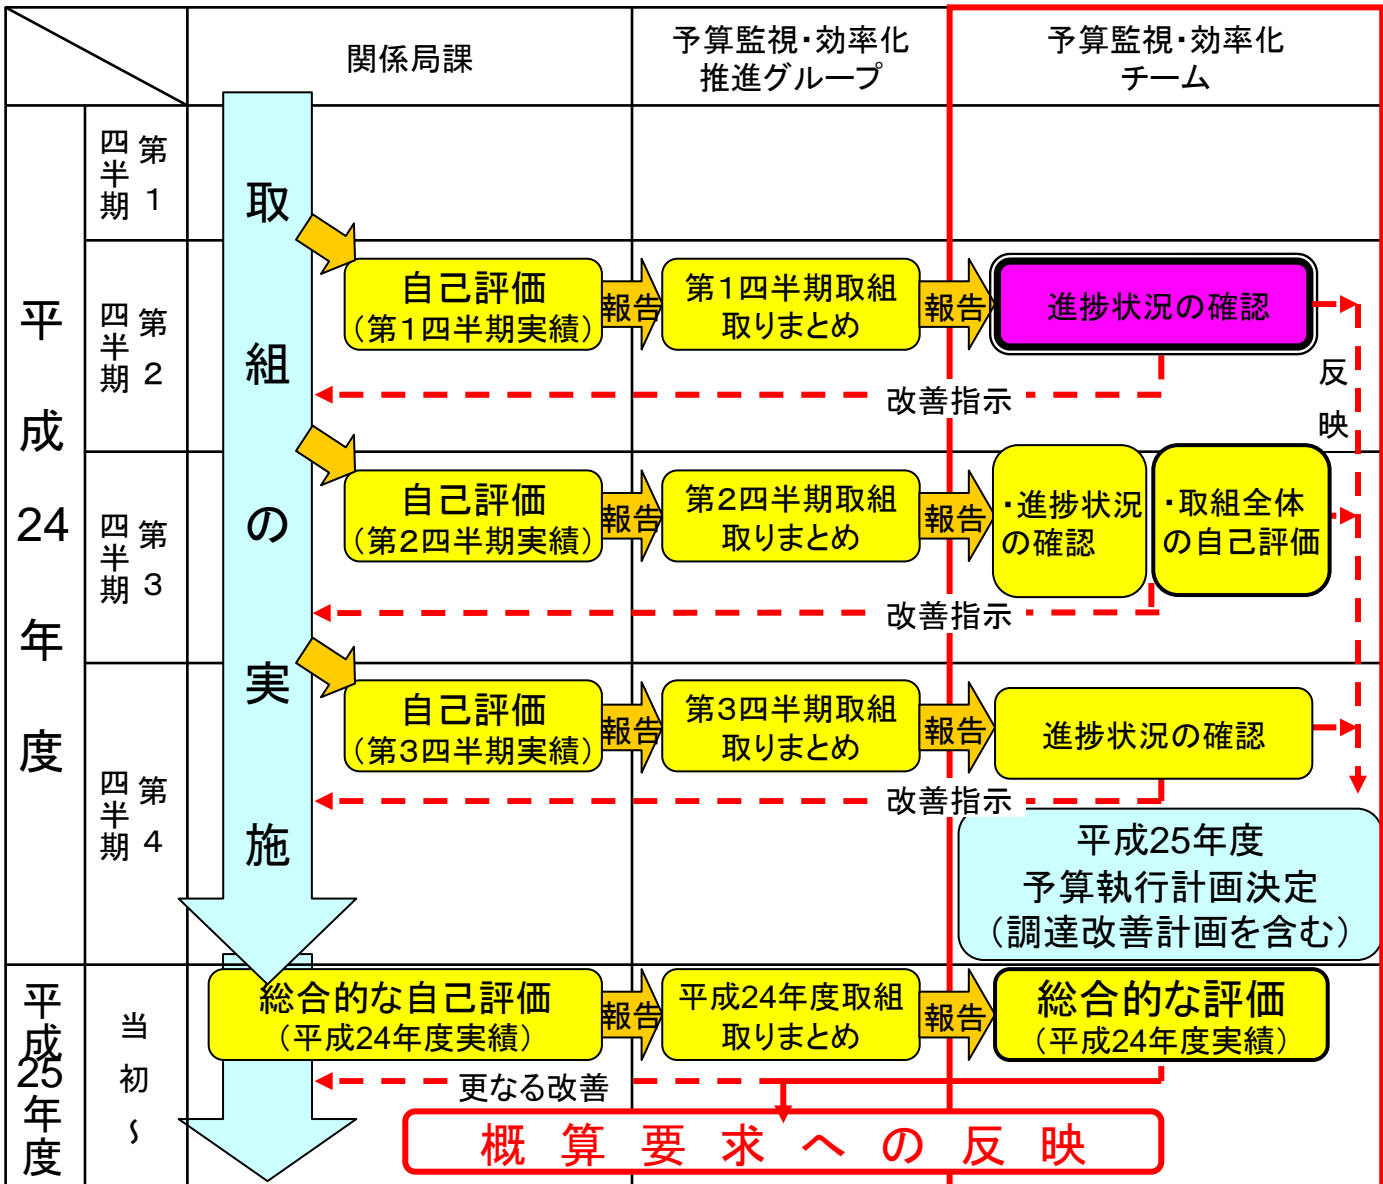 関係局課
予算監視・効率化
推進グループ
予算監視・効率化
チーム
平成24年度
第1
四半期
取組の実施
第2
四半期
自己評価
（第1四半期実績）
報告
第1四半期取組
取りまとめ
報告
進捗状況の確認
改善指示
反映
第3
四半期
自己評価
（第2四半期実績）
報告
第2四半期取組
取りまとめ
報告
・進捗状況
の確認
・取組全体
の自己評価
改善指示
第4
四半期
自己評価
（第3四半期実績）
報告
第3四半期取組
取りまとめ
報告
進捗状況の確認
改善指示
平成25年度
予算執行計画決定
（調達改善計画を含む）
平成25年度
当初～
総合的な自己評価
（平成24年度実績）
報告
平成24年度取組
取りまとめ
報告
総合的な評価
（平成24年度実績）
更なる改善
概算要求への反映